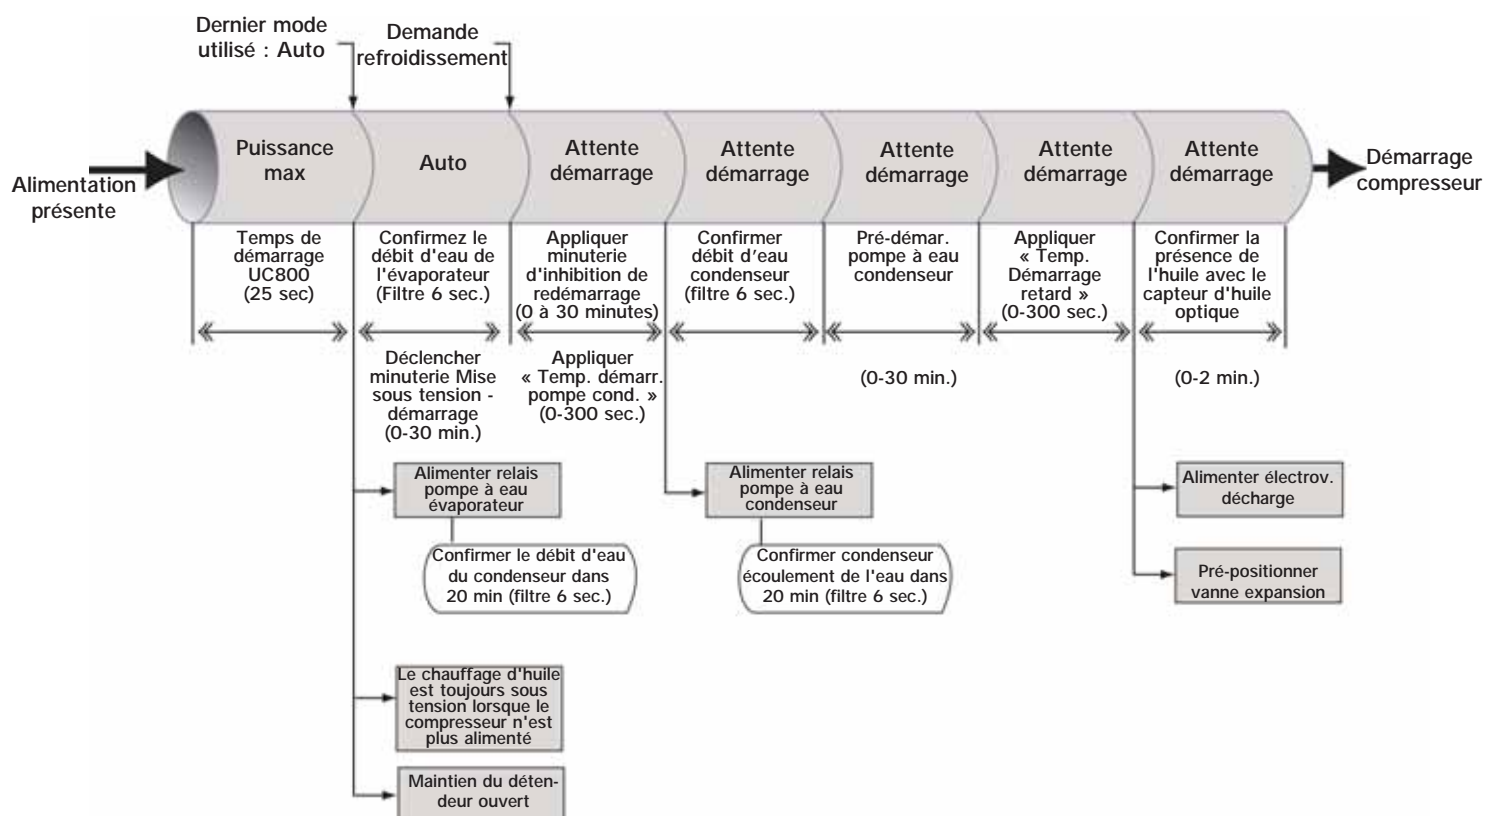 Dernier mode
utilisé : Auto
Demande
refroidissement
Alimentation
présente
Puissance
max
Auto
Attente
démarrage
Attente
démarrage
Attente
démarrage
Attente
démarrage
Attente
démarrage
Démarrage
compresseur
Temps de
démarrage
UC800
(25 sec)
Confirmez le
débit d'eau de
l'évaporateur
(Filtre 6 sec.)
Appliquer
minuterie
d'inhibition de
redémarrage
(0 à 30 minutes)
Confirmer
débit d'eau
condenseur
(filtre 6 sec.)
Pré-démar.
pompe à eau
condenseur
Appliquer
« Temp.
Démarrage
retard »
(0-300 sec.)
Confirmer la
présence de
l'huile avec le
capteur d'huile
optique
Déclencher
minuterie Mise
sous tension -
démarrage
(0-30 min.)
Appliquer
« Temp. démarr.
pompe cond. »
(0-300 sec.)
(0-30 min.)
(0-2 min.)
Alimenter relais
pompe à eau
évaporateur
Confirmer le débit d'eau
du condenseur dans
20 min (filtre 6 sec.)
Alimenter relais
pompe à eau
condenseur
Confirmer condenseur
écoulement de l'eau dans
20 min (filtre 6 sec.)
Alimenter électrov.
décharge
Pré-positionner
vanne expansion
Le chauffage d'huile
est toujours sous
tension lorsque le
compresseur n'est
plus alimenté
Maintien du déten-
deur ouvert